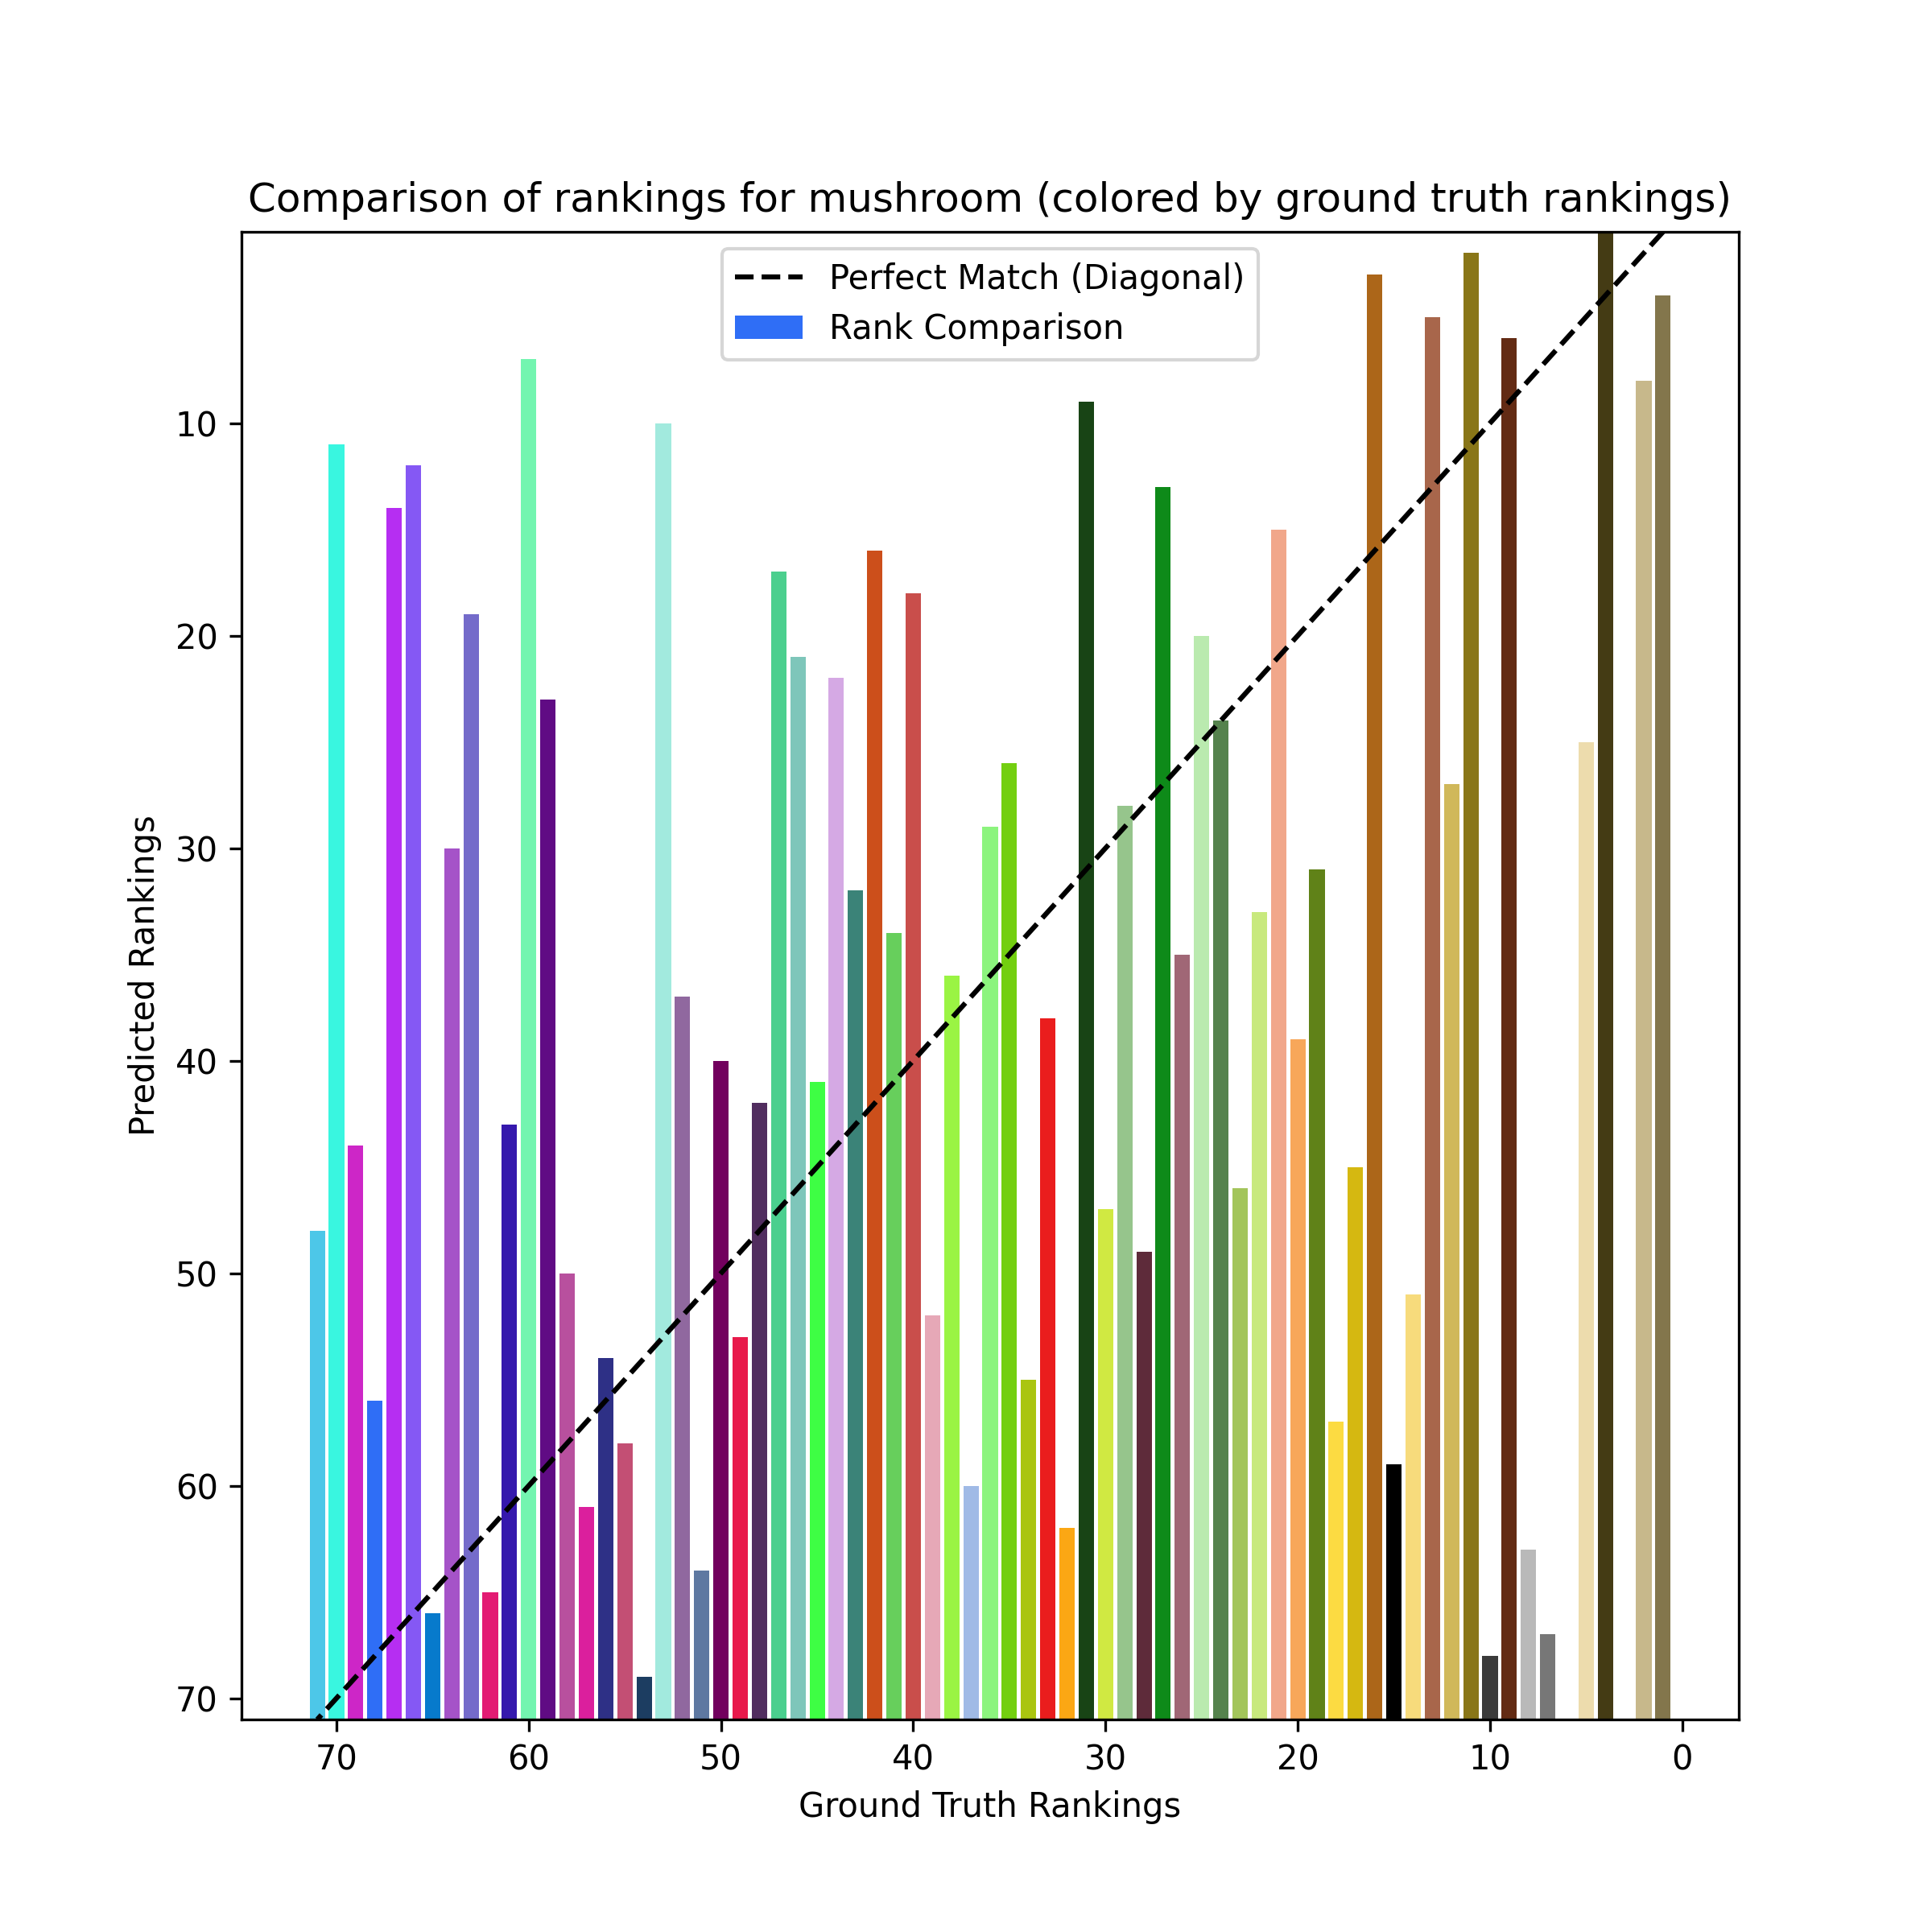 Comparison of rankings for mushroom (colored by ground truth rankings)
Perfect Match (Diagonal)
Rank Comparison
Predicted Rankings
10
20
30
40
50
60
70
70 60 50 40 30 20 10 0
Ground Truth Rankings